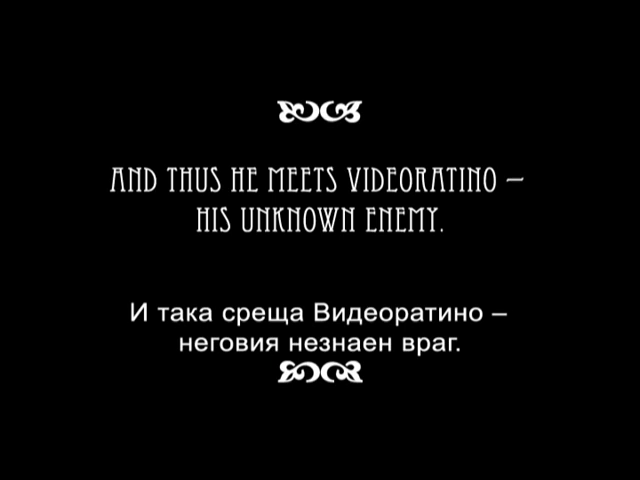 AND THUS HE MEETS VIDEORATINO –
HIS UNKNOWN ENEMY.
И така среща Видеоратино –
неговия незнаен враг.